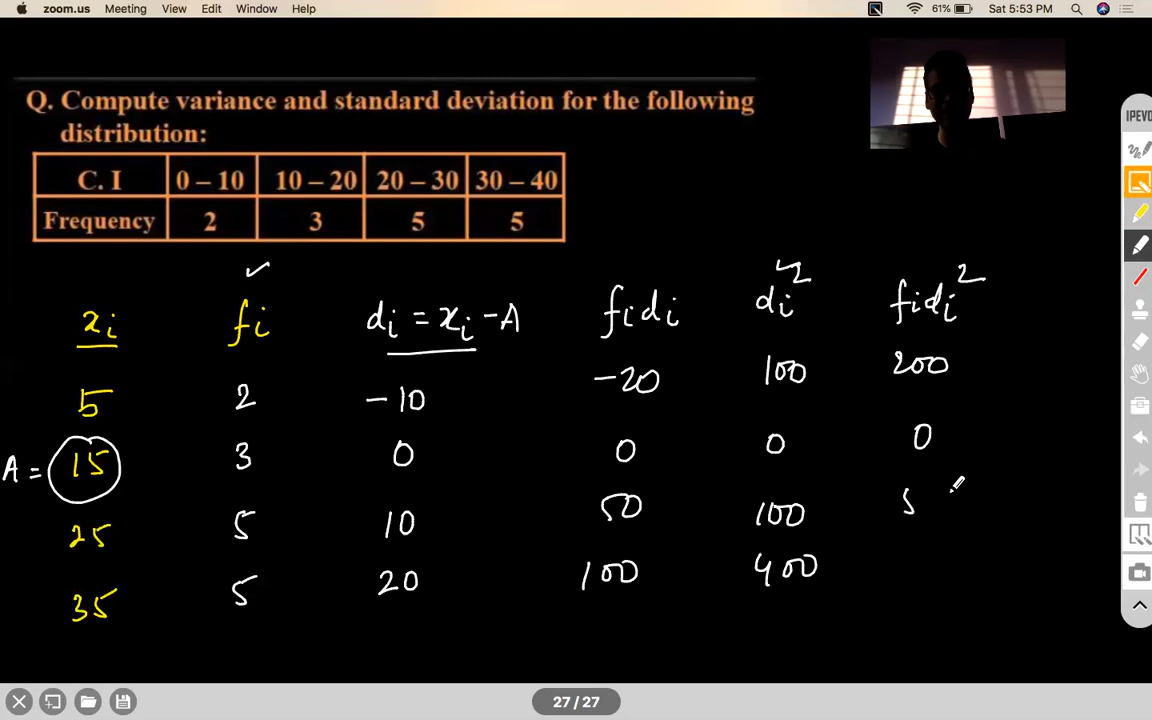 zoom.us Meeting View Edit Window Help 61% Sat 5:53 PM
Q. Compute variance and standard deviation for the following
distribution:
C. I 0 – 10 10 – 20 20 – 30 30 – 40
Frequency 2 3 5 5
IPEVO
xi fi di = xi - A fidi di² fidi²
5 2 -10 -20 100 200
A = 15 3 0 0 0 0
25 5 10 50 100 5
35 5 20 100 400
27 / 27